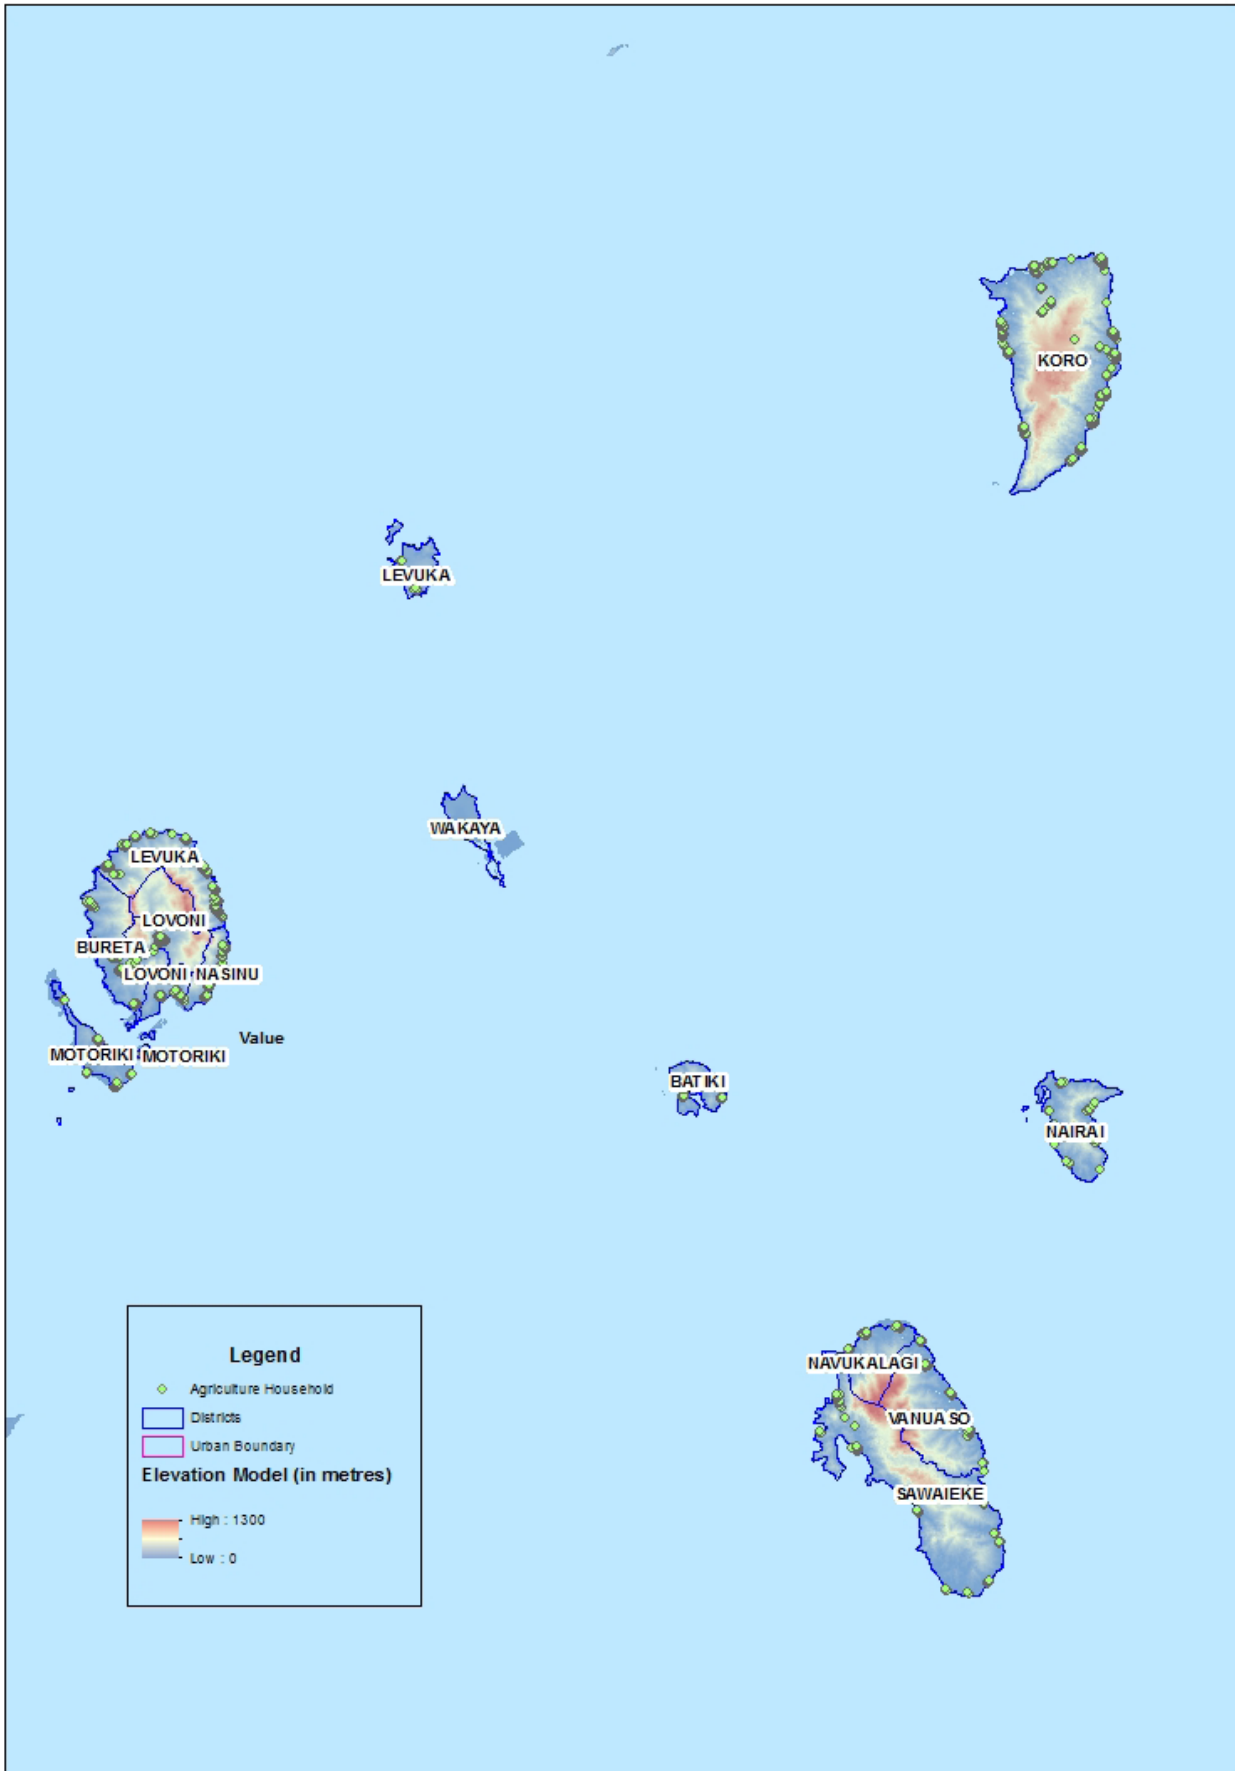 KORO
LEVUKA
WAKAYA
LEVUKA
LOVONI
BURETA
LOVONI NASINU
Value
MOTORIKI MOTORIKI
BATIKI
NAIRAI
NAVUKALAGI
VANUASO
SAWAIEKE
Legend
Agriculture Household
Districts
Urban Boundary
Elevation Model (in metres)
High : 1300
Low : 0